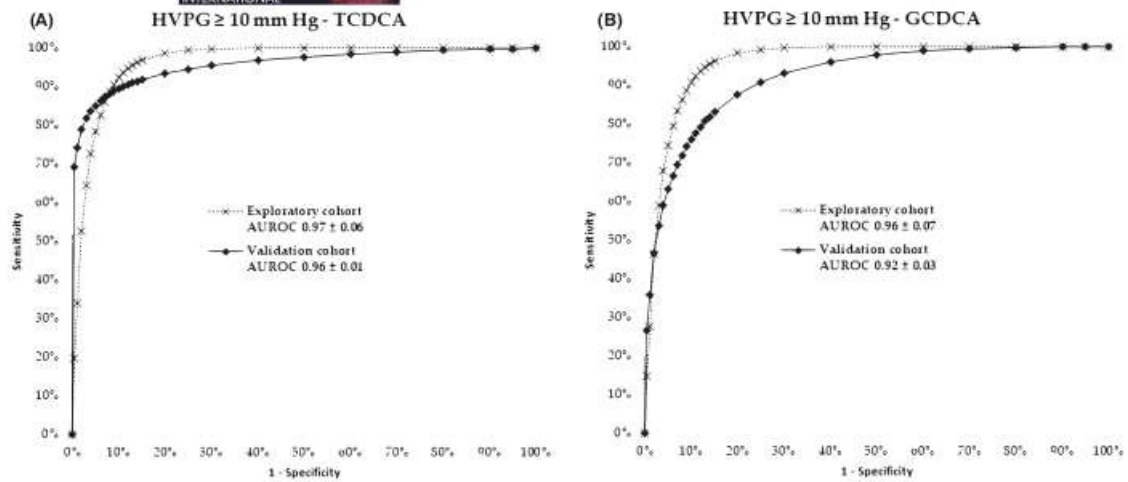 INTERNATIONAL
(A)
HVPG ≥ 10 mm Hg - TCDCA
100%
90%
80%
70%
60%
50%
40%
30%
20%
10%
0%
Sensitivity
Exploratory cohort
AUROC 0.97 ± 0.06
Validation cohort
AUROC 0.96 ± 0.01
0% 10% 20% 30% 40% 50% 60% 70% 80% 90% 100%
1 - Specificity
(B)
HVPG ≥ 10 mm Hg - GCDCA
100%
90%
80%
70%
60%
50%
40%
30%
20%
10%
0%
Sensitivity
Exploratory cohort
AUROC 0.96 ± 0.07
Validation cohort
AUROC 0.92 ± 0.03
0% 10% 20% 30% 40% 50% 60% 70% 80% 90% 100%
1 - Specificity